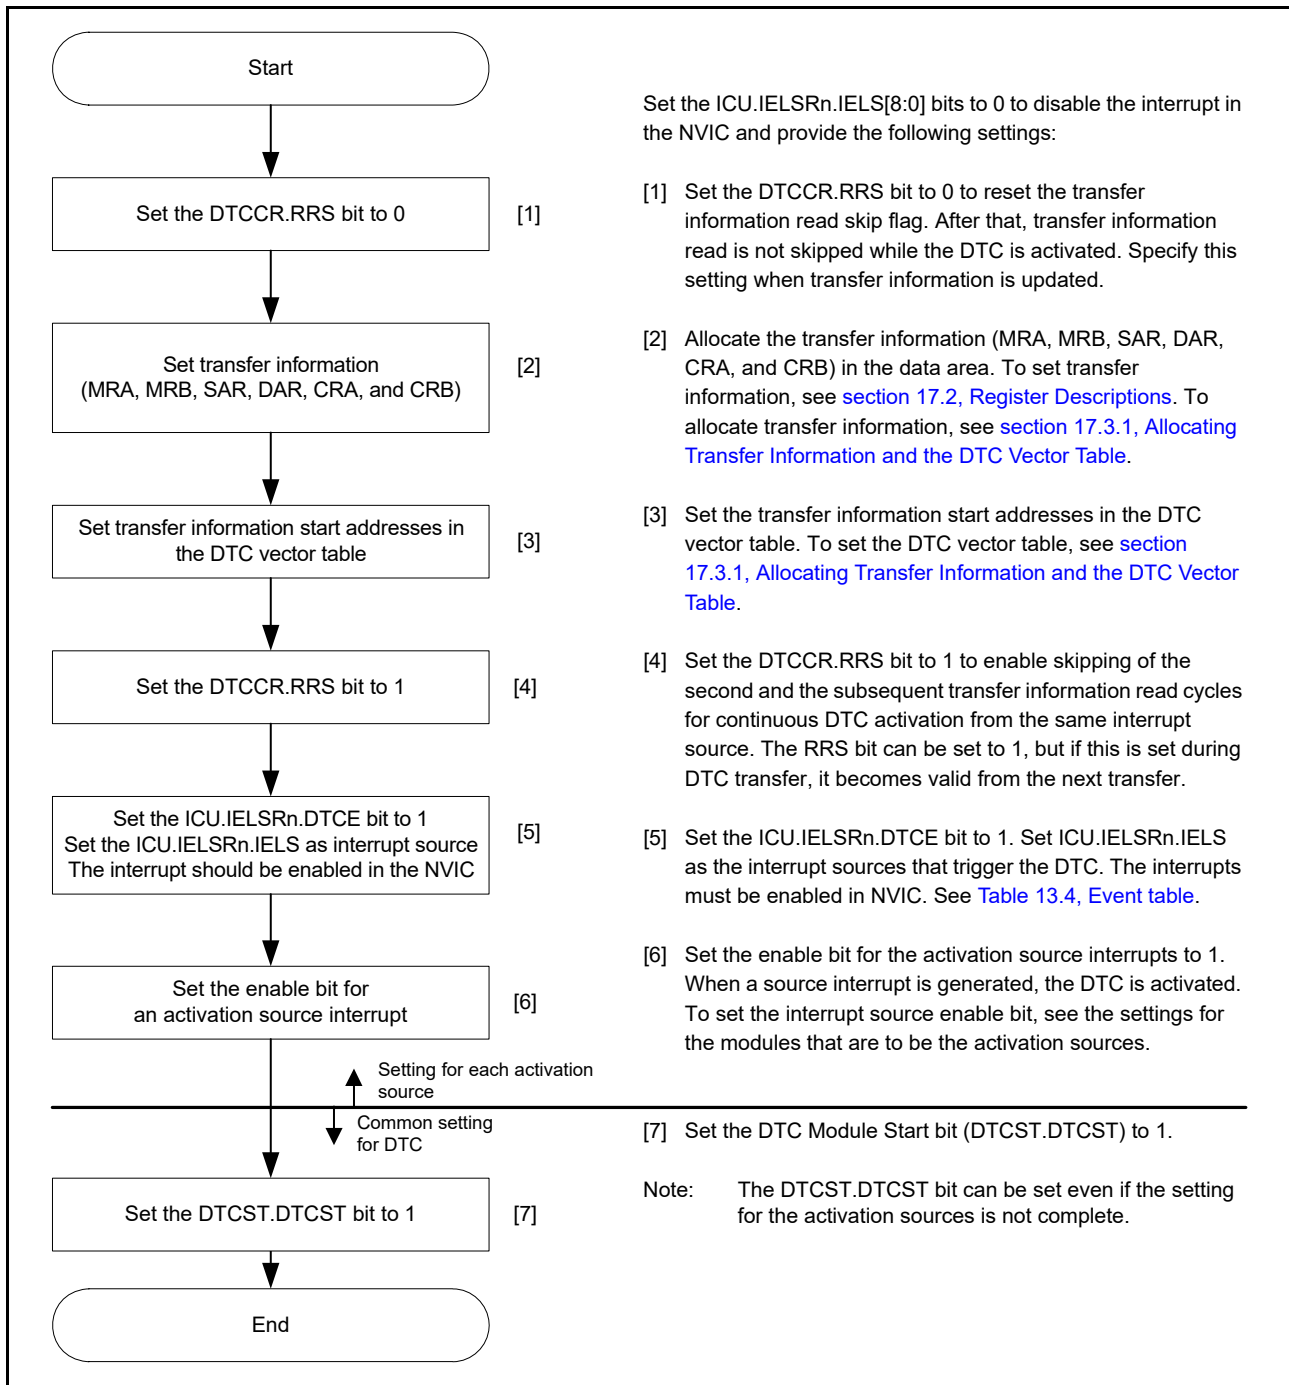 Start
Set the DTCCR.RRS bit to 0
[1]
Set transfer information
(MRA, MRB, SAR, DAR, CRA, and CRB)
[2]
Set transfer information start addresses in
the DTC vector table
[3]
Set the DTCCR.RRS bit to 1
[4]
Set the ICU.IELSRn.DTCE bit to 1
Set the ICU.IELSRn.IELS as interrupt source
The interrupt should be enabled in the NVIC
[5]
Set the enable bit for
an activation source interrupt
[6]
Setting for each activation
source
Common setting
for DTC
Set the DTCST.DTCST bit to 1
[7]
End
Set the ICU.IELSRn.IELS[8:0] bits to 0 to disable the interrupt in
the NVIC and provide the following settings:
[1] Set the DTCCR.RRS bit to 0 to reset the transfer
information read skip flag. After that, transfer information
read is not skipped while the DTC is activated. Specify this
setting when transfer information is updated.
[2] Allocate the transfer information (MRA, MRB, SAR, DAR,
CRA, and CRB) in the data area. To set transfer
information, see section 17.2, Register Descriptions. To
allocate transfer information, see section 17.3.1, Allocating
Transfer Information and the DTC Vector Table.
[3] Set the transfer information start addresses in the DTC
vector table. To set the DTC vector table, see section
17.3.1, Allocating Transfer Information and the DTC Vector
Table.
[4] Set the DTCCR.RRS bit to 1 to enable skipping of the
second and the subsequent transfer information read cycles
for continuous DTC activation from the same interrupt
source. The RRS bit can be set to 1, but if this is set during
DTC transfer, it becomes valid from the next transfer.
[5] Set the ICU.IELSRn.DTCE bit to 1. Set ICU.IELSRn.IELS
as the interrupt sources that trigger the DTC. The interrupts
must be enabled in NVIC. See Table 13.4, Event table.
[6] Set the enable bit for the activation source interrupts to 1.
When a source interrupt is generated, the DTC is activated.
To set the interrupt source enable bit, see the settings for
the modules that are to be the activation sources.
[7] Set the DTC Module Start bit (DTCST.DTCST) to 1.
Note: The DTCST.DTCST bit can be set even if the setting
for the activation sources is not complete.